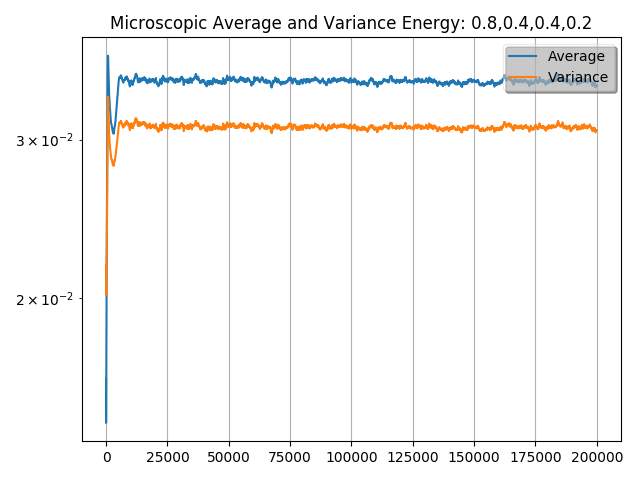 Microscopic Average and Variance Energy: 0.8,0.4,0.4,0.2
Average
Variance
3 × 10⁻²
2 × 10⁻²
0 25000 50000 75000 100000 125000 150000 175000 200000